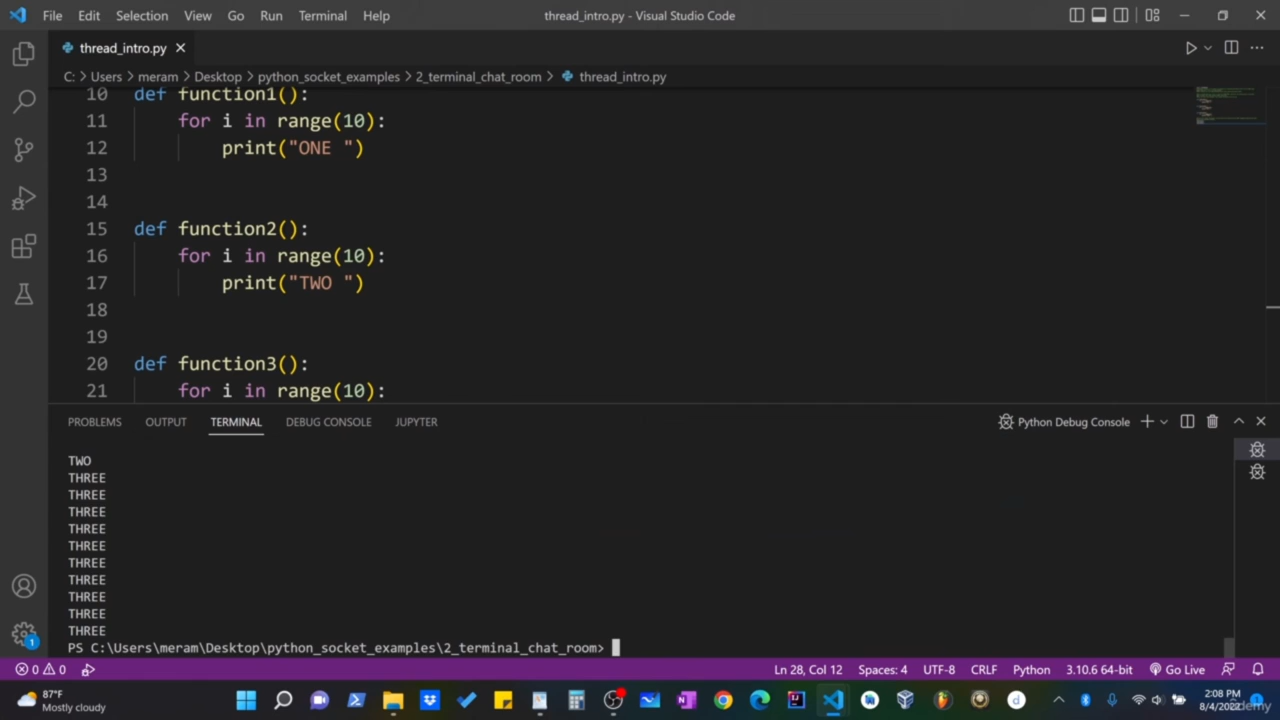 File Edit Selection View Go Run Terminal Help thread_intro.py - Visual Studio Code
thread_intro.py
C: > Users > meram > Desktop > python_socket_examples > 2_terminal_chat_room > thread_intro.py
10 def function1():
11 for i in range(10):
12 print("ONE ")
13
14
15 def function2():
16 for i in range(10):
17 print("TWO ")
18
19
20 def function3():
21 for i in range(10):
PROBLEMS OUTPUT TERMINAL DEBUG CONSOLE JUPYTER Python Debug Console
TWO
THREE
THREE
THREE
THREE
THREE
THREE
THREE
THREE
THREE
THREE
PS C:\Users\meram\Desktop\python_socket_examples\2_terminal_chat_room>
1
0 0 Ln 28, Col 12 Spaces: 4 UTF-8 CRLF Python 3.10.6 64-bit Go Live
87°F
Mostly cloudy
2:08 PM
8/4/2022